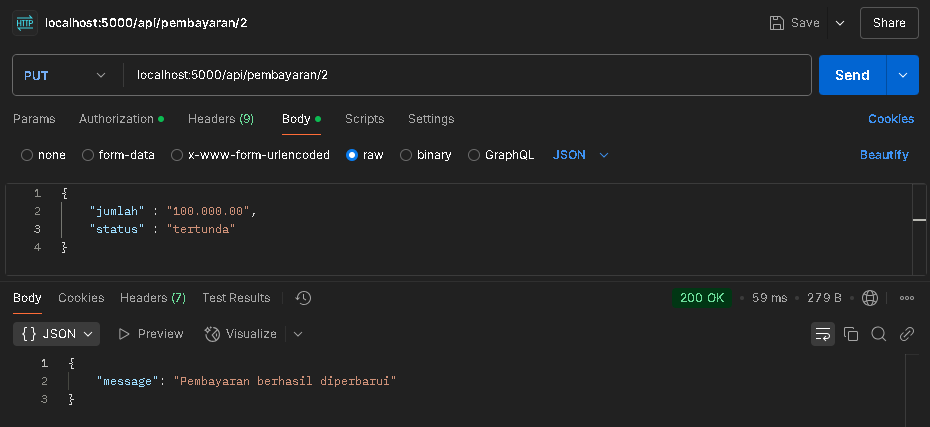 HTTP localhost:5000/api/pembayaran/2 Save Share
PUT localhost:5000/api/pembayaran/2 Send
Params Authorization Headers (9) Body Scripts Settings Cookies
none form-data x-www-form-urlencoded raw binary GraphQL JSON Beautify
1 {
2 "jumlah" : "100.000.00",
3 "status" : "tertunda"
4 }
Body Cookies Headers (7) Test Results 200 OK • 59 ms • 279 B
{} JSON Preview Visualize
1 {
2 "message": "Pembayaran berhasil diperbarui"
3 }